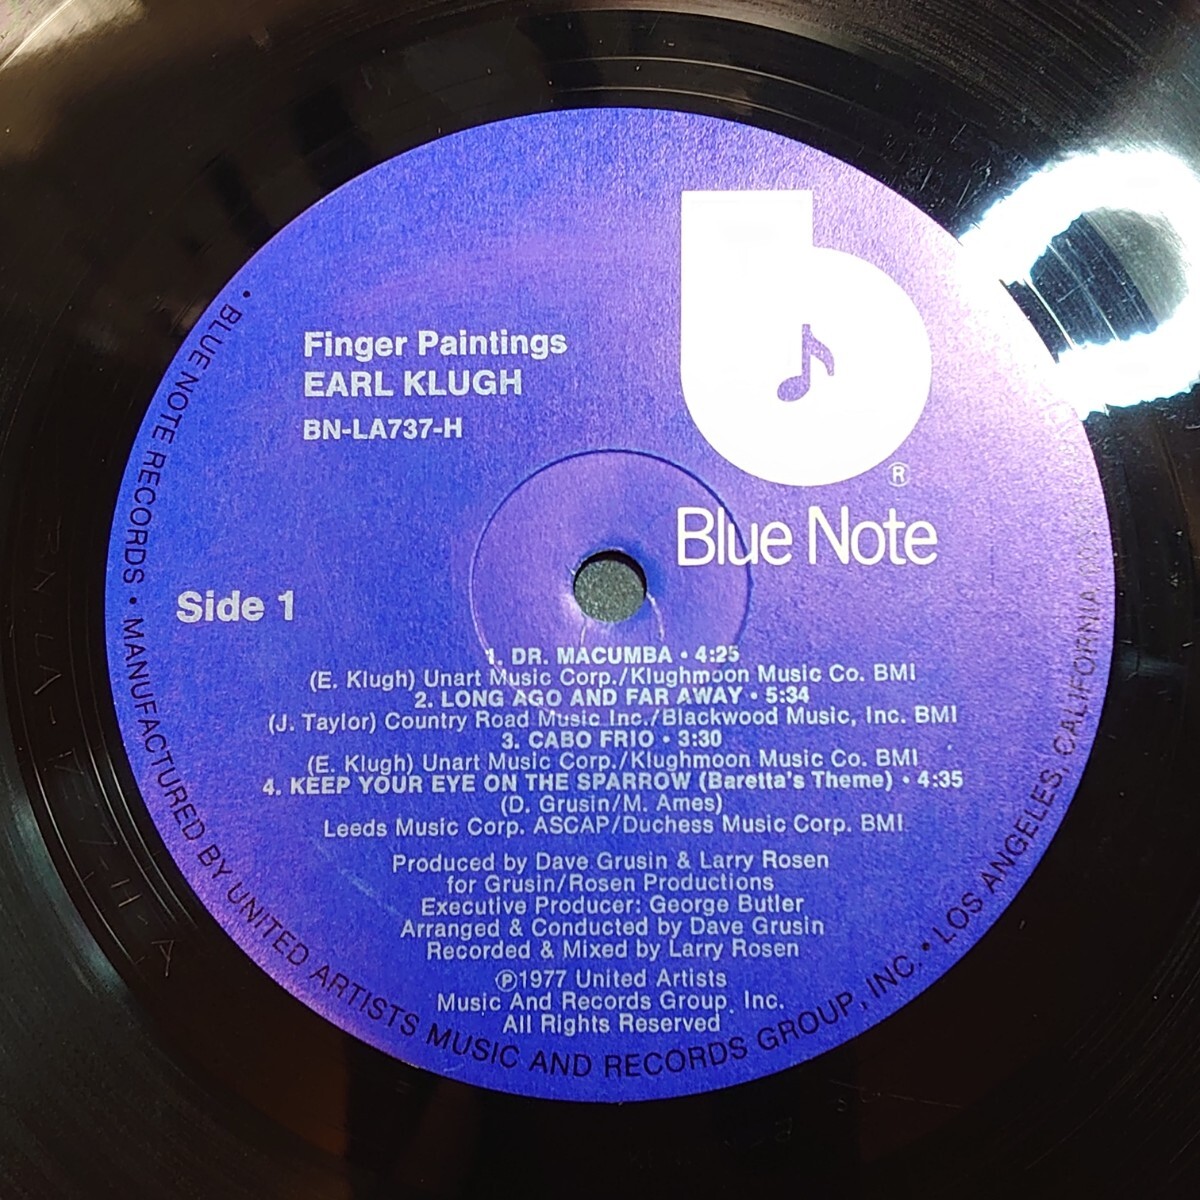 Finger Paintings
EARL KLUGH
BN-LA737-H
®
Blue Note
Side 1
1. DR. MACUMBA • 4:25
(E. Klugh) Unart Music Corp./Klughmoon Music Co. BMI
2. LONG AGO AND FAR AWAY • 5:34
(J. Taylor) Country Road Music Inc./Blackwood Music, Inc. BMI
3. CABO FRIO • 3:30
(E. Klugh) Unart Music Corp./Klughmoon Music Co. BMI
4. KEEP YOUR EYE ON THE SPARROW (Baretta's Theme) • 4:35
(D. Grusin/M. Ames)
Leeds Music Corp. ASCAP/Duchess Music Corp. BMI
Produced by Dave Grusin & Larry Rosen
for Grusin/Rosen Productions
Executive Producer: George Butler
Arranged & Conducted by Dave Grusin
Recorded & Mixed by Larry Rosen
℗1977 United Artists
Music And Records Group, Inc.
All Rights Reserved
• BLUE NOTE RECORDS • MANUFACTURED BY UNITED ARTISTS MUSIC AND RECORDS GROUP, INC. • LOS ANGELES, CALIFORNIA